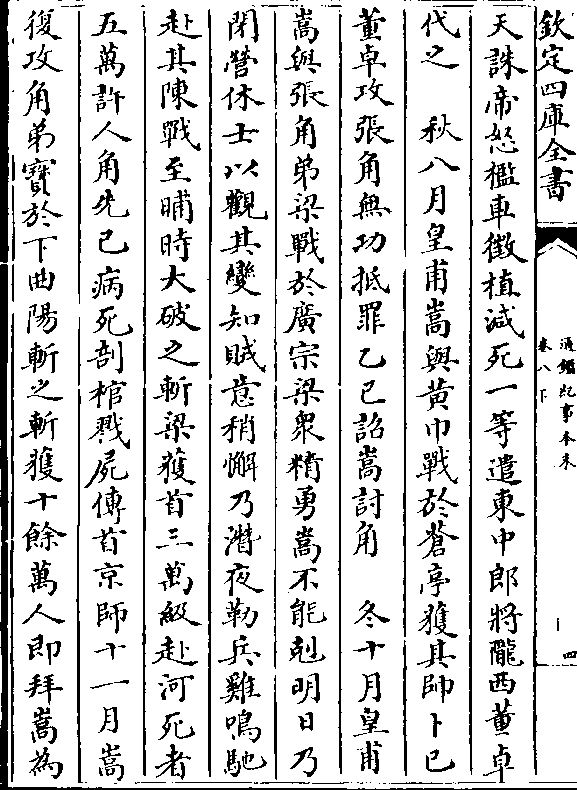 欽定四庫全書
通鑑紀事本末
卷八下
四
天誅帝怒檻車徵植減死一等遣東中郎將隴西董卓
代之　秋八月皇甫嵩與黃巾戰於蒼亭獲其帥卜已
董卓攻張角無功抵罪乙巳詔嵩討角　冬十月皇甫
嵩與張角弟梁戰於廣宗梁衆精勇嵩不能剋明日乃
閉營休士以觀其變知賊意稍懈乃潛夜勒兵雞鳴馳
赴其陳戰至晡時大破之斬梁獲首三萬級赴河死者
五萬許人角先已病死剖棺戮屍傳首京師十一月嵩
復攻角弟寶於下曲陽斬之斬獲十餘萬人即拜嵩為